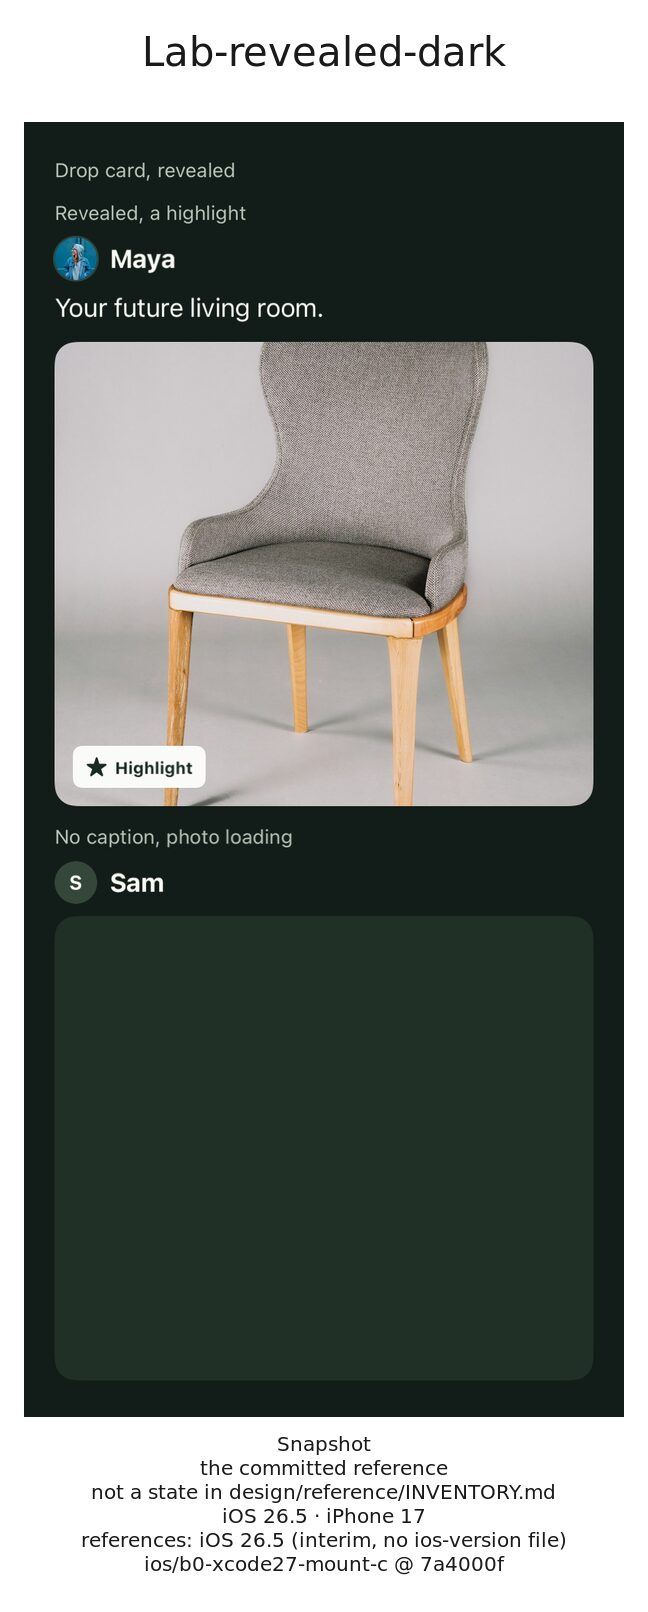 Lab-revealed-dark
Drop card, revealed
Revealed, a highlight
Maya
Your future living room.
Highlight
No caption, photo loading
S
Sam
Snapshot
the committed reference
not a state in design/reference/INVENTORY.md
iOS 26.5 · iPhone 17
references: iOS 26.5 (interim, no ios-version file)
ios/b0-xcode27-mount-c @ 7a4000f